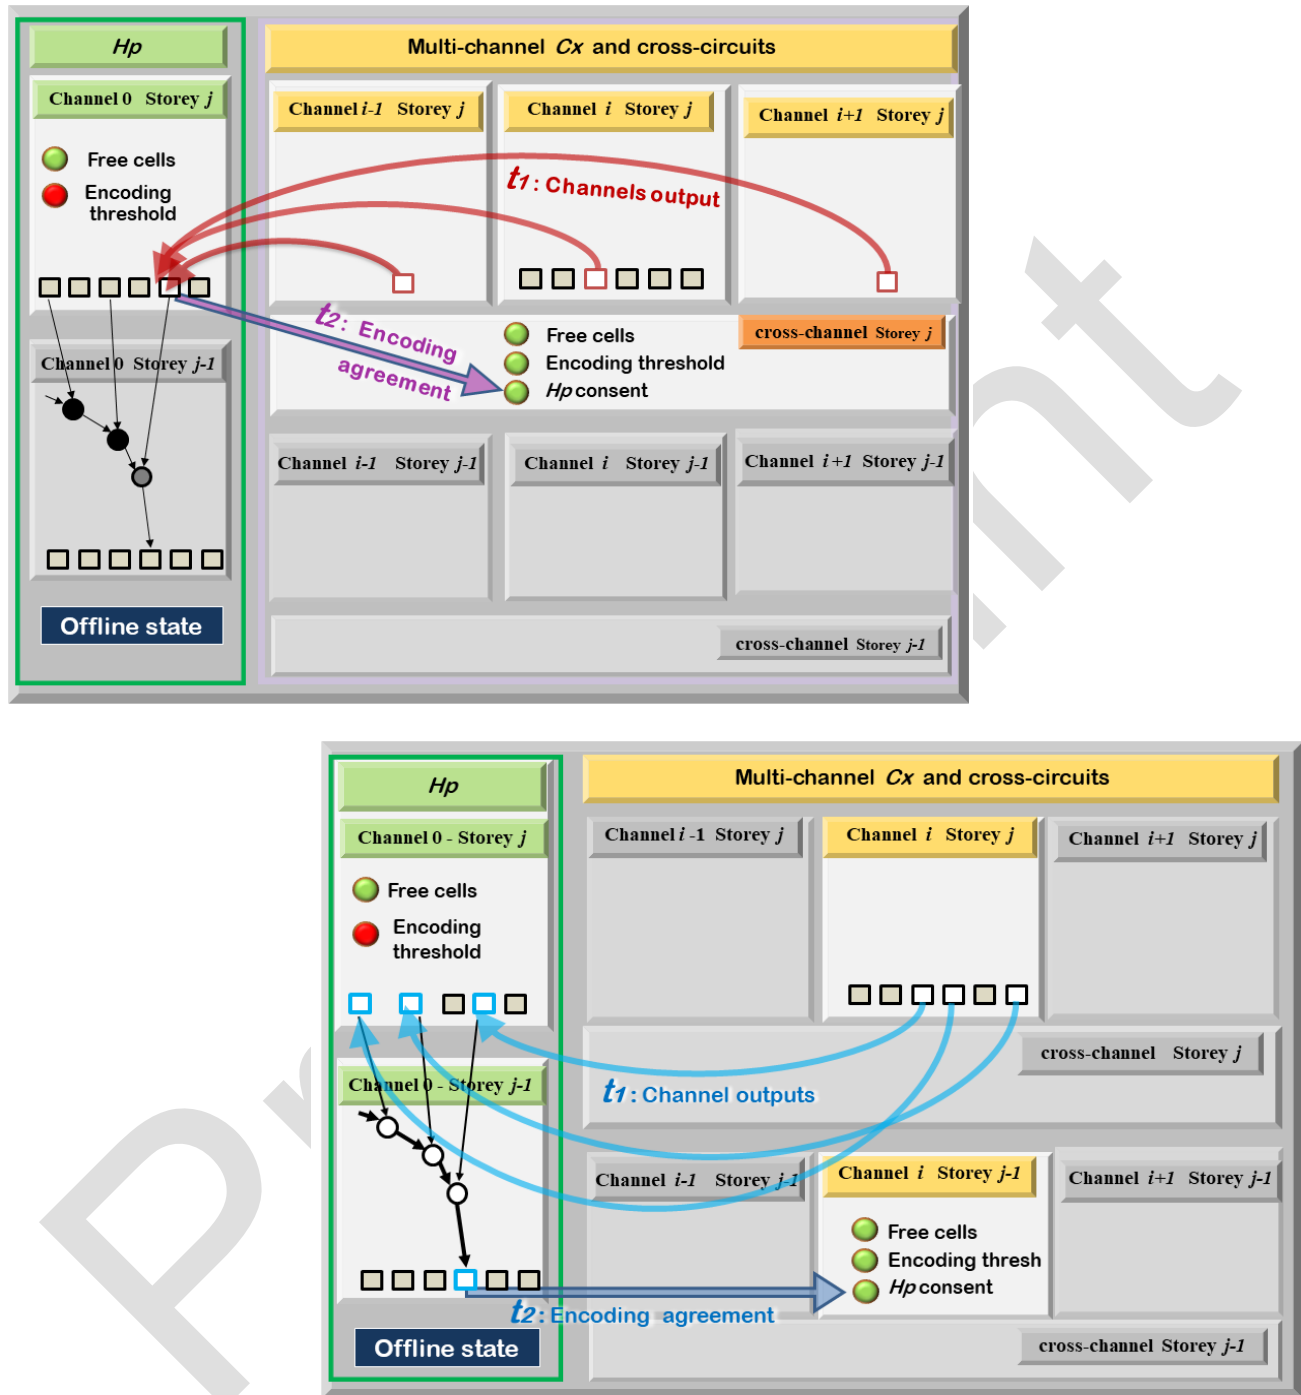 Hp
Multi-channel Cx and cross-circuits
Channel 0 Storey j
Channel i-1 Storey j
Channel i Storey j
Channel i+1 Storey j
Free cells
Encoding
threshold
t1: Channels output
t2: Encoding
agreement
Free cells
Encoding threshold
Hp consent
cross-channel Storey j
Channel 0 Storey j-1
Channel i-1 Storey j-1
Channel i Storey j-1
Channel i+1 Storey j-1
Offline state
cross-channel Storey j-1
Hp
Multi-channel Cx and cross-circuits
Channel 0 - Storey j
Channel i -1 Storey j
Channel i Storey j
Channel i+1 Storey j
Free cells
Encoding
threshold
cross-channel Storey j
Channel 0 - Storey j-1
t1: Channel outputs
Channel i-1 Storey j-1
Channel i Storey j-1
Channel i+1 Storey j-1
Free cells
Encoding thresh
Hp consent
t2: Encoding agreement
Offline state
cross-channel Storey j-1